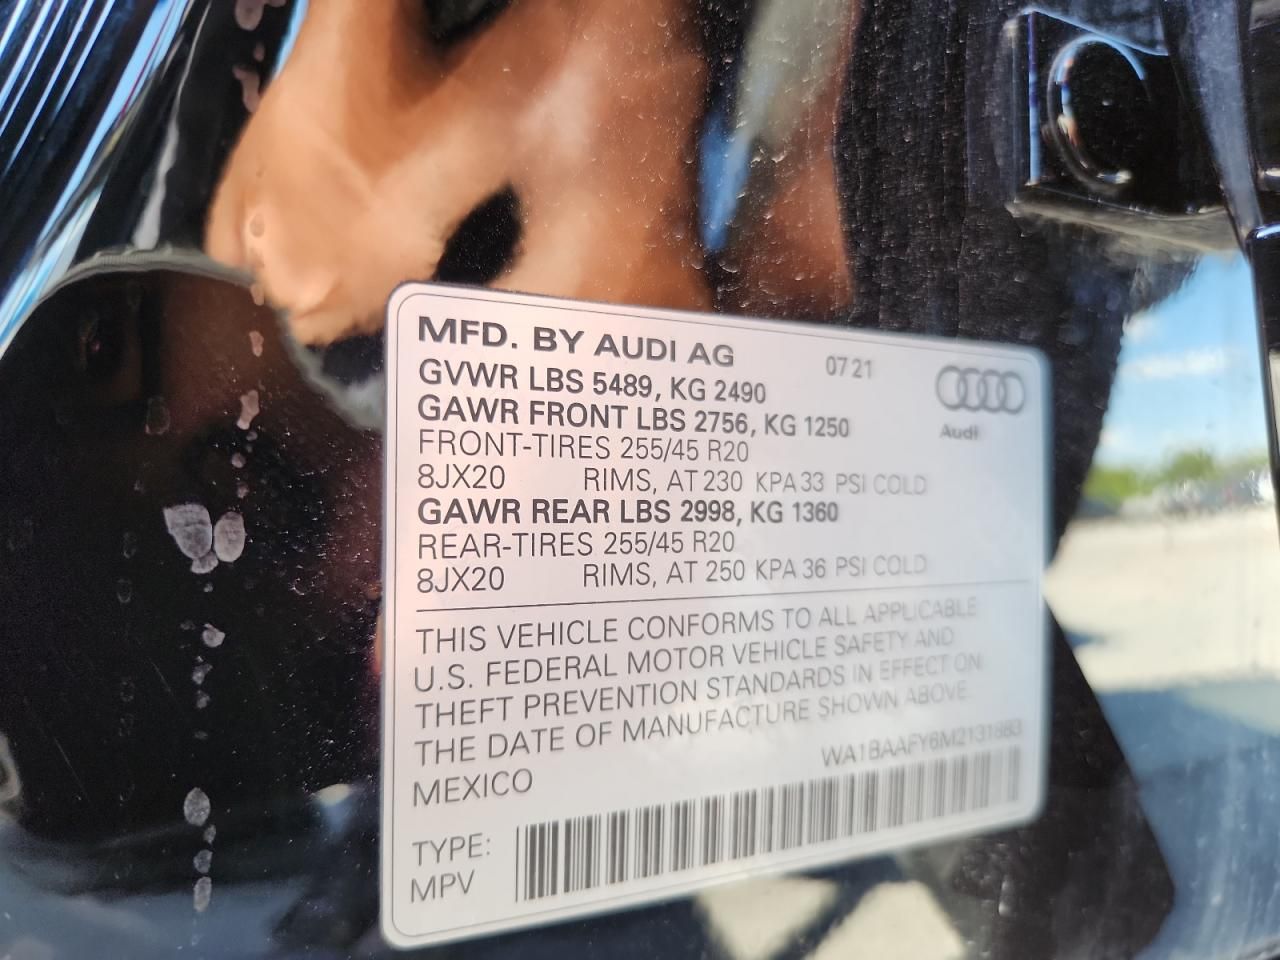 MFD. BY AUDI AG 07 21
GVWR LBS 5489, KG 2490
GAWR FRONT LBS 2756, KG 1250
Audi
FRONT-TIRES 255/45 R20
8JX20 RIMS, AT 230 KPA 33 PSI COLD
GAWR REAR LBS 2998, KG 1360
REAR-TIRES 255/45 R20
8JX20 RIMS, AT 250 KPA 36 PSI COLD
THIS VEHICLE CONFORMS TO ALL APPLICABLE
U.S. FEDERAL MOTOR VEHICLE SAFETY AND
THEFT PREVENTION STANDARDS IN EFFECT ON
THE DATE OF MANUFACTURE SHOWN ABOVE.
WA1BAAFY6M2131883
MEXICO
TYPE:
MPV